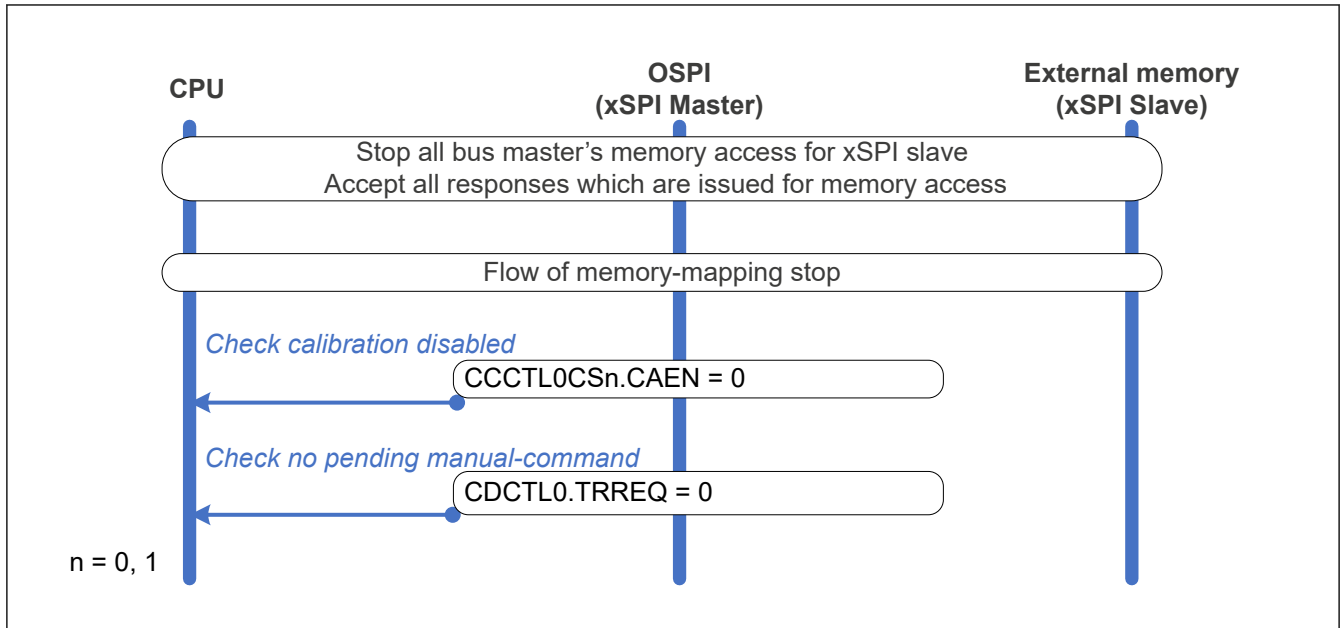 CPU
OSPI
(xSPI Master)
External memory
(xSPI Slave)
Stop all bus master's memory access for xSPI slave
Accept all responses which are issued for memory access
Flow of memory-mapping stop
Check calibration disabled
CCCTL0CSn.CAEN = 0
Check no pending manual-command
CDCTL0.TRREQ = 0
n = 0, 1